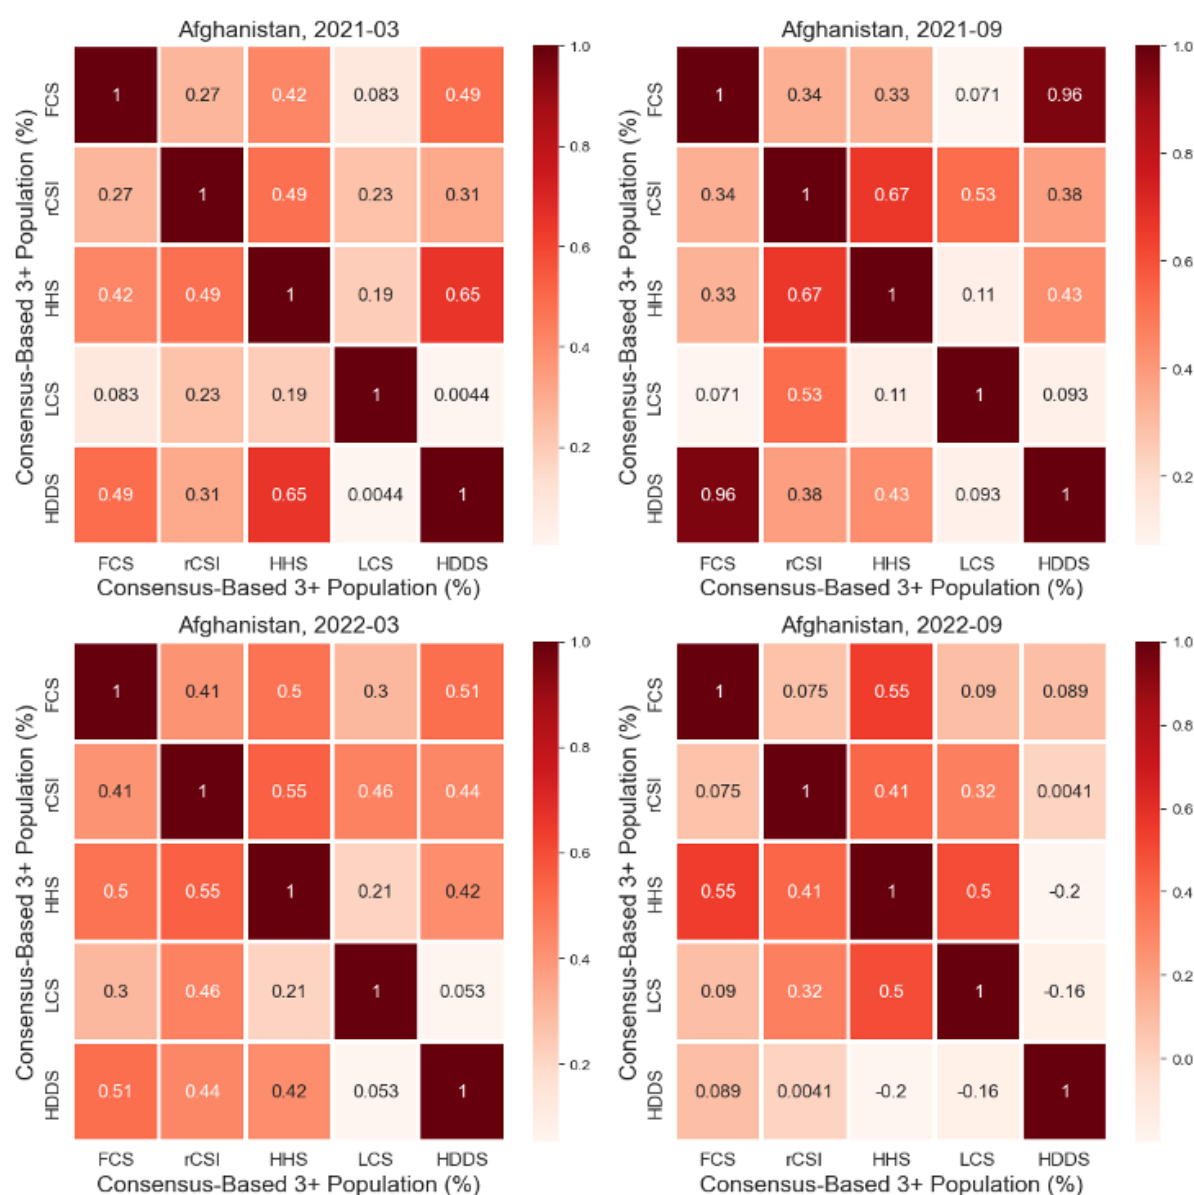 Afghanistan, 2021-03
Consensus-Based 3+ Population (%)
FCS 1 0.27 0.42 0.083 0.49
rCSI 0.27 1 0.49 0.23 0.31
HHS 0.42 0.49 1 0.19 0.65
LCS 0.083 0.23 0.19 1 0.0044
HDDS 0.49 0.31 0.65 0.0044 1
FCS rCSI HHS LCS HDDS
Consensus-Based 3+ Population (%)
1.0
0.8
0.6
0.4
0.2
Afghanistan, 2021-09
Consensus-Based 3+ Population (%)
FCS 1 0.34 0.33 0.071 0.96
rCSI 0.34 1 0.67 0.53 0.38
HHS 0.33 0.67 1 0.11 0.43
LCS 0.071 0.53 0.11 1 0.093
HDDS 0.96 0.38 0.43 0.093 1
FCS rCSI HHS LCS HDDS
Consensus-Based 3+ Population (%)
1.0
0.8
0.6
0.4
0.2
Afghanistan, 2022-03
Consensus-Based 3+ Population (%)
FCS 1 0.41 0.5 0.3 0.51
rCSI 0.41 1 0.55 0.46 0.44
HHS 0.5 0.55 1 0.21 0.42
LCS 0.3 0.46 0.21 1 0.053
HDDS 0.51 0.44 0.42 0.053 1
FCS rCSI HHS LCS HDDS
Consensus-Based 3+ Population (%)
1.0
0.8
0.6
0.4
0.2
Afghanistan, 2022-09
Consensus-Based 3+ Population (%)
FCS 1 0.075 0.55 0.09 0.089
rCSI 0.075 1 0.41 0.32 0.0041
HHS 0.55 0.41 1 0.5 -0.2
LCS 0.09 0.32 0.5 1 -0.16
HDDS 0.089 0.0041 -0.2 -0.16 1
FCS rCSI HHS LCS HDDS
Consensus-Based 3+ Population (%)
1.0
0.8
0.6
0.4
0.2
0.0